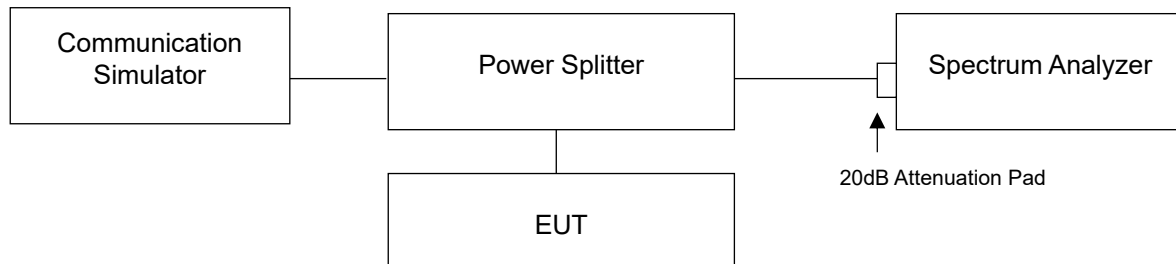 Communication
Simulator
Power Splitter
Spectrum Analyzer
20dB Attenuation Pad
EUT